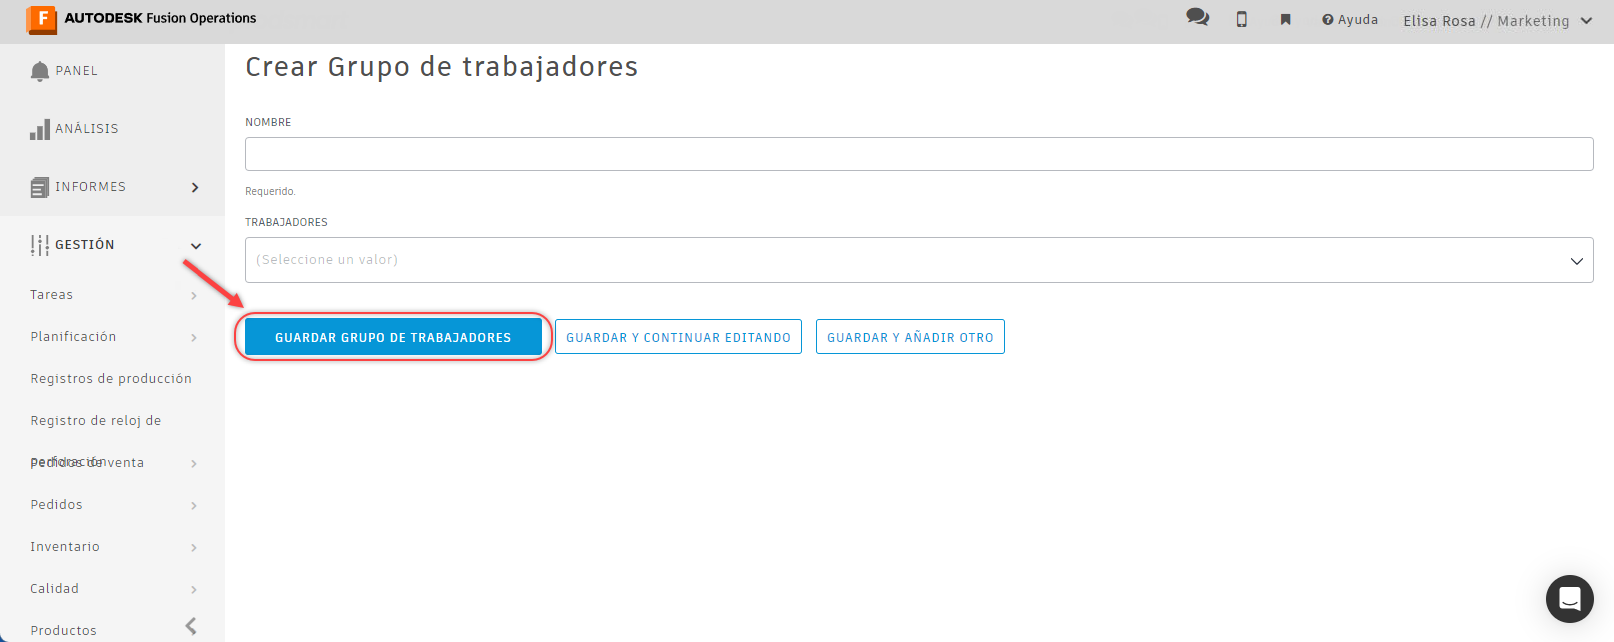 F AUTODESK Fusion Operations
Ayuda
Elisa Rosa // Marketing
PANEL
ANÁLISIS
INFORMES
GESTIÓN
Tareas
Planificación
Registros de producción
Registro de reloj de
perforación
Pedidos de venta
Pedidos
Inventario
Calidad
Productos
Crear Grupo de trabajadores
NOMBRE
Requerido.
TRABAJADORES
(Seleccione un valor)
GUARDAR GRUPO DE TRABAJADORES
GUARDAR Y CONTINUAR EDITANDO
GUARDAR Y AÑADIR OTRO